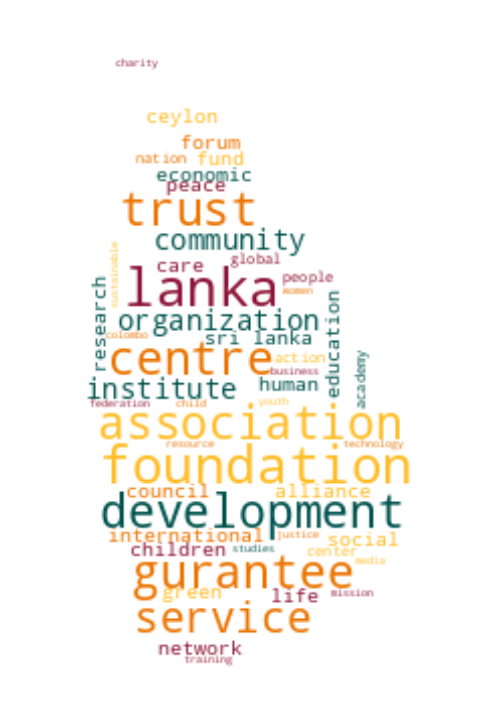 charity
ceylon
forum
nation fund
economic
peace
trust
community
sustainable
care global
lanka people
women
research
organization
colombo sri lanka
education
centre action
business
academy
institute human
federation child youth
association
resource technology
foundation
council alliance
development
international justice social
children studies center
media
gurantee
green life mission
service
network
training